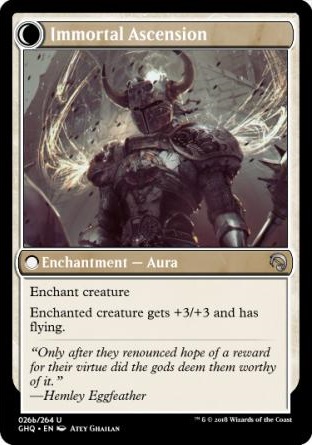 Immortal Ascension
Enchantment — Aura
Enchant creature
Enchanted creature gets +3/+3 and has
flying.
“Only after they renounced hope of a reward
for their virtue did the gods deem them worthy
of it.”
—Hemley Eggfeather
026b/264 U
GHQ • EN Atey Ghailan
™ & © 2018 Wizards of the Coast